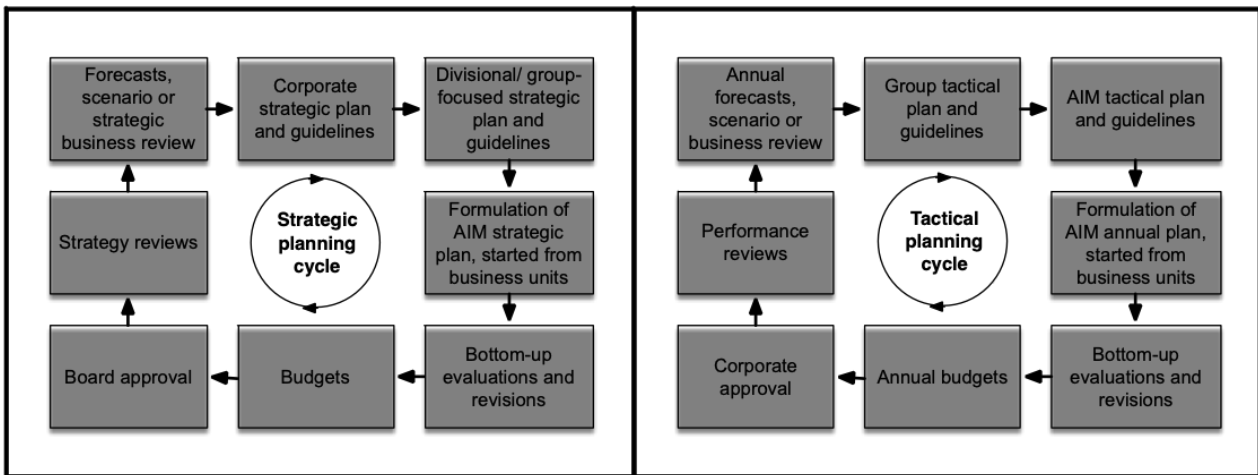 Forecasts,
scenario or
strategic
business review
Corporate
strategic plan
and guidelines
Divisional/ group-
focused strategic
plan and
guidelines
Strategy reviews
Strategic
planning
cycle
Formulation of
AIM strategic
plan, started from
business units
Board approval
Budgets
Bottom-up
evaluations and
revisions
Annual
forecasts,
scenario or
business review
Group tactical
plan and
guidelines
AIM tactical plan
and guidelines
Performance
reviews
Tactical
planning
cycle
Formulation of
AIM annual plan,
started from
business units
Corporate
approval
Annual budgets
Bottom-up
evaluations and
revisions